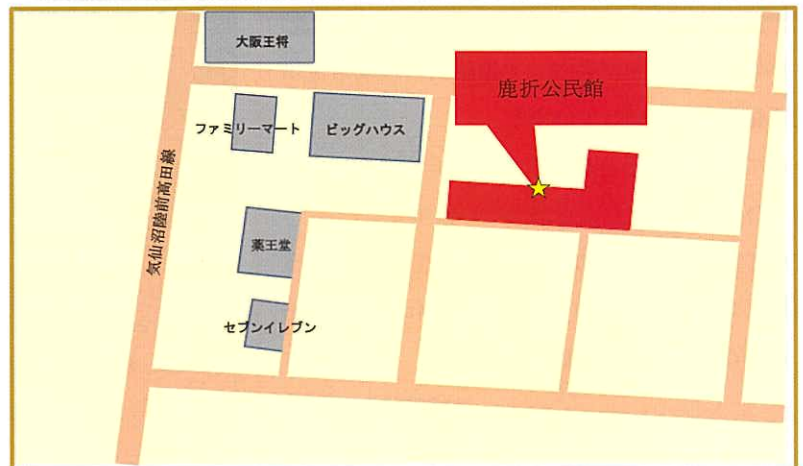 大阪王将
鹿折公民館
ファミリーマート
ビッグハウス
気仙沼陸前高田線
薬王堂
セブンイレブン